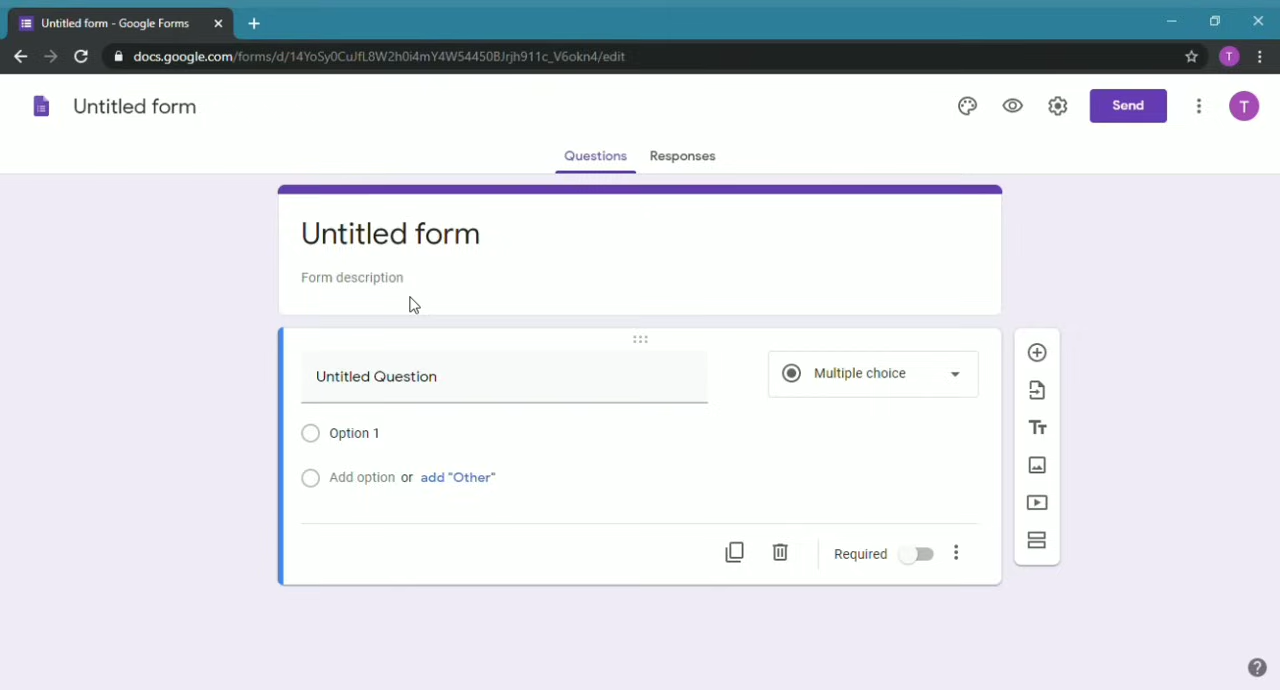 Untitled form - Google Forms
docs.google.com/forms/d/14YoSy0CuJfL8W2h0i4mY4W54450BJrjh911c_V6okn4/edit
T
Untitled form
Send
T
Questions Responses
Untitled form
Form description
Untitled Question
Multiple choice
Option 1
Add option or add "Other"
Required